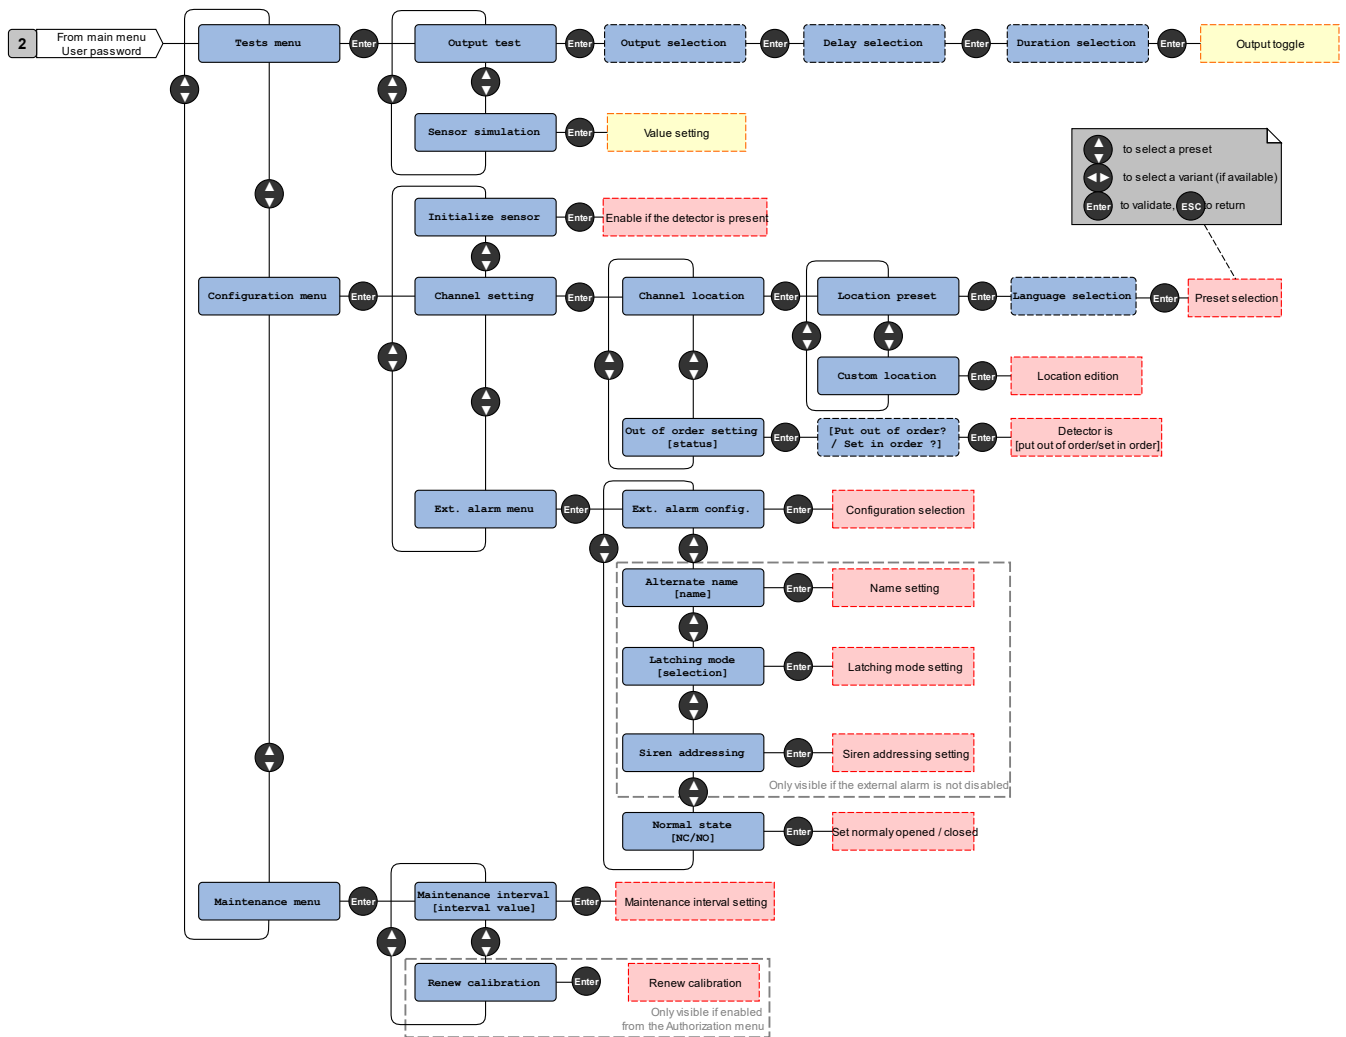 2
From main menu
User password
Tests menu
Enter
Output test
Enter
Output selection
Enter
Delay selection
Enter
Duration selection
Enter
Output toggle
Sensor simulation
Enter
Value setting
to select a preset
to select a variant (if available)
Enter
to validate,
ESC
to return
Initialize sensor
Enter
Enable if the detector is present
Configuration menu
Enter
Channel setting
Enter
Channel location
Enter
Location preset
Enter
Language selection
Enter
Preset selection
Custom location
Enter
Location edition
Out of order setting
[status]
Enter
[Put out of order?
/ Set in order ?]
Enter
Detector is
[put out of order/set in order]
Ext. alarm menu
Enter
Ext. alarm config.
Enter
Configuration selection
Alternate name
[name]
Enter
Name setting
Latching mode
[selection]
Enter
Latching mode setting
Siren addressing
Enter
Siren addressing setting
Only visible if the external alarm is not disabled
Normal state
[NC/NO]
Enter
Set normaly opened / closed
Maintenance menu
Enter
Maintenance interval
[interval value]
Enter
Maintenance interval setting
Renew calibration
Enter
Renew calibration
Only visible if enabled
from the Authorization menu